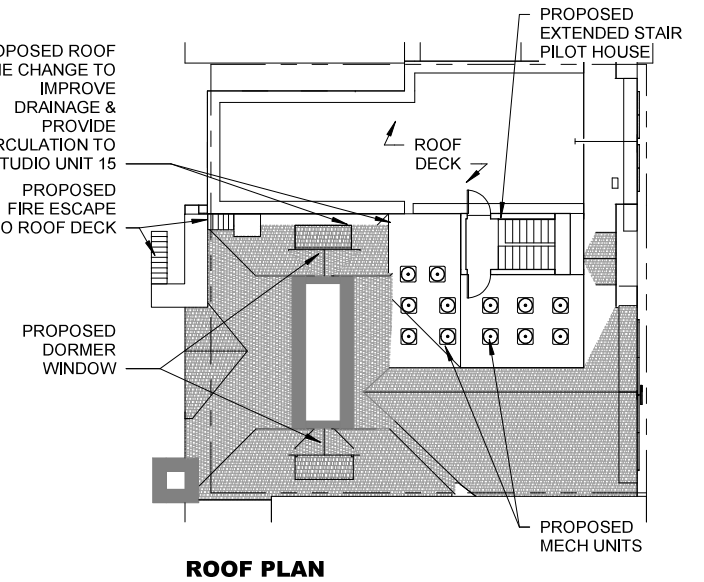 PROPOSED
EXTENDED STAIR
PILOT HOUSE
OPOSED ROOF
NE CHANGE TO
IMPROVE
DRAINAGE &
PROVIDE
RCULATION TO
TUDIO UNIT 15
ROOF
DECK
PROPOSED
FIRE ESCAPE
O ROOF DECK
PROPOSED
DORMER
WINDOW
PROPOSED
MECH UNITS
ROOF PLAN